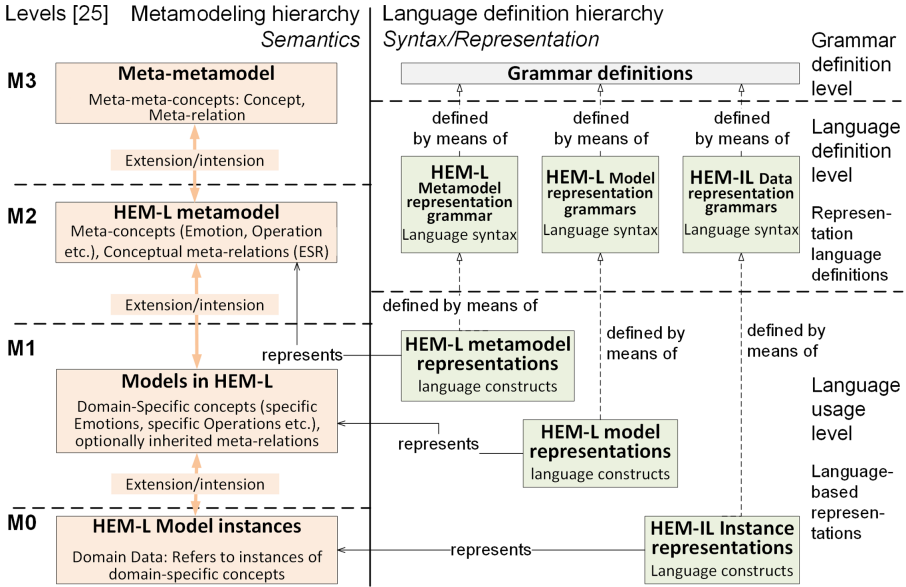 Levels [25]
Metamodeling hierarchy
Semantics
Language definition hierarchy
Syntax/Representation
M3
Meta-metamodel
Meta-meta-concepts: Concept,
Meta-relation
Extension/intension
M2
HEM-L metamodel
Meta-concepts (Emotion, Operation
etc.), Conceptual meta-relations (ESR)
Extension/intension
M1
represents
Models in HEM-L
Domain-Specific concepts (specific
Emotions, specific Operations etc.),
optionally inherited meta-relations
Extension/intension
M0
HEM-L Model instances
Domain Data: Refers to instances of
domain-specific concepts
Grammar definitions
Grammar
definition
level
defined
by means of
defined
by means of
defined
by means of
Language
definition
level
HEM-L
Metamodel
representation
grammar
Language syntax
HEM-L Model
representation
grammars
Language syntax
HEM-IL Data
representation
grammars
Language syntax
Represen-
tation
language
definitions
defined by means of
defined by
means of
defined by
means of
HEM-L metamodel
representations
language constructs
Language
usage
level
represents
HEM-L model
representations
language constructs
Language-
based
represen-
tations
represents
HEM-IL Instance
representations
Language constructs